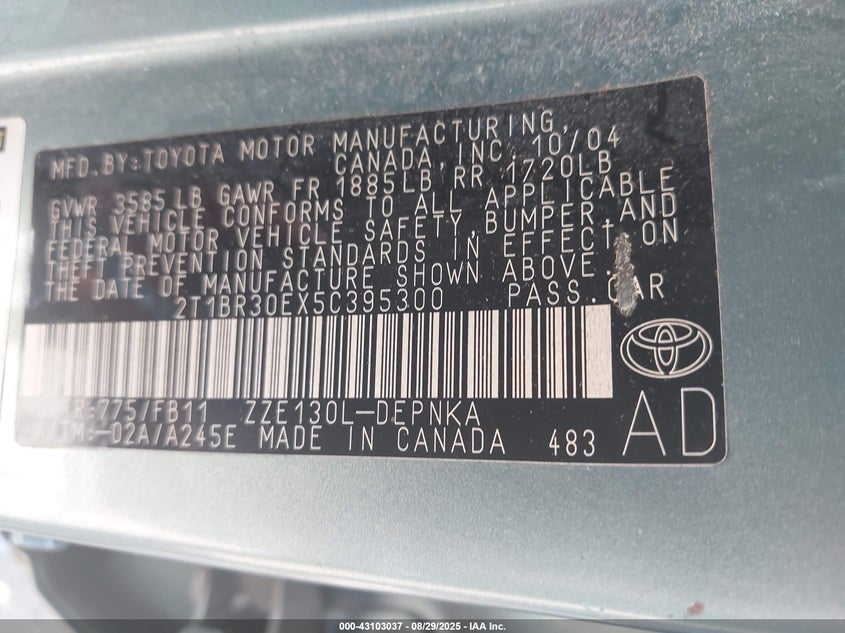 MFD.BY:TOYOTA MOTOR MANUFACTURING,
CANADA,INC. 10/04
GVWR 3585LB GAWR FR 1885LB RR 1720LB
THIS VEHICLE CONFORMS TO ALL APPLICABLE
FEDERAL MOTOR VEHICLE SAFETY,BUMPER,AND
THEFT PREVENTION STANDARDS IN EFFECT ON
THE DATE OF MANUFACTURE SHOWN ABOVE.
2T1BR30EX5C395300 PASS.CAR
R:775/FB11 ZZE130L-DEPNKA
A/TM:-02A/A245E MADE IN CANADA 483
AD
000-43103037 - 08/29/2025 - IAA Inc.